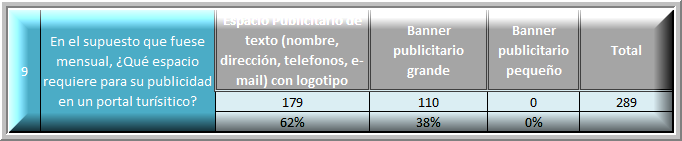 9
En el supuesto que fuese
mensual, ¿Qué espacio
requiere para su publicidad
en un portal turísitico?
Espacio Publicitario de
texto (nombre,
dirección, telefonos, e-
mail) con logotipo
Banner
publicitario
grande
Banner
publicitario
pequeño
Total
179 110 0 289
62% 38% 0%